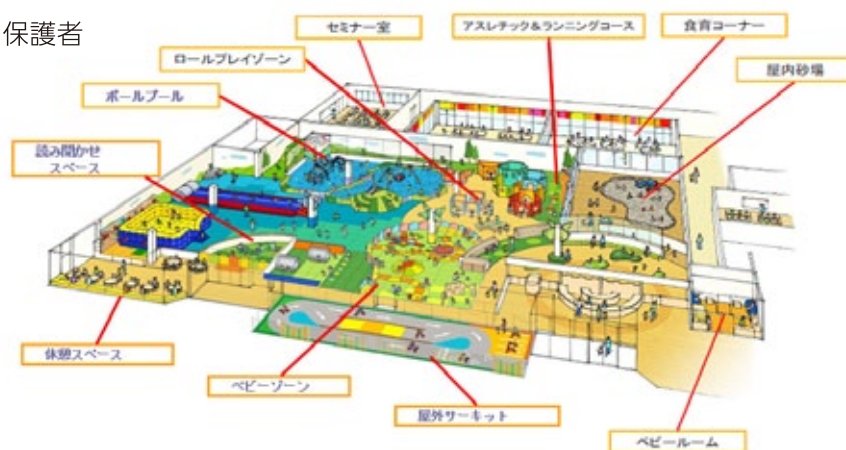 保護者
セミナー室
アスレチック＆ランニングコース
食育コーナー
ロールプレイゾーン
屋内砂場
ボールプール
読み聞かせ
スペース
休憩スペース
ベビーゾーン
屋外サーキット
ベビールーム